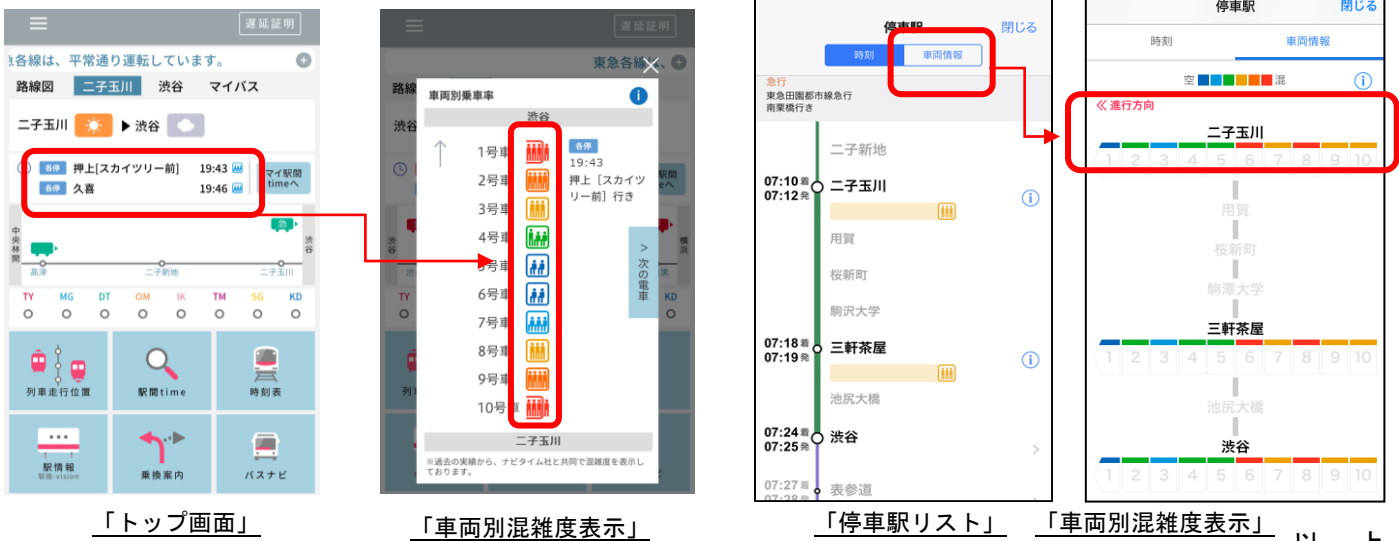 遅延証明
急各線は、平常通り運転しています。
路線図 二子玉川 渋谷 マイバス
二子玉川 ▶ 渋谷
各停 押上[スカイツリー前] 19:43
各停 久喜 19:46
マイ駅間
timeへ
急
中央林間
渋谷
高津 二子新地 二子玉川
TY MG DT OM IK TM SG KD
列車走行位置 駅間time 時刻表
駅情報
駅視-vision
乗換案内 バスナビ
「トップ画面」
遅延証明
東急各線
路線
車両別乗車率
渋谷
1号車
2号車
3号車
4号車
5号車
6号車
7号車
8号車
9号車
10号車
各停
19:43
押上［スカイツ
リー前］行き
> 次の電車
二子玉川
※過去の実績から、ナビタイム社と共同で混雑度を表示し
ております。
TY KD
「車両別混雑度表示」
停車駅 閉じる
時刻 車両情報
急行
東急田園都市線急行
南栗橋行き
二子新地
07:10着
07:12発
二子玉川
用賀
桜新町
駒沢大学
07:18着
07:19発
三軒茶屋
池尻大橋
07:24着
07:25発
渋谷
07:27着
07:28発
表参道
「停車駅リスト」
停車駅 閉じる
時刻 車両情報
空 混
≪進行方向
二子玉川
1 2 3 4 5 6 7 8 9 10
用賀
桜新町
駒澤大学
三軒茶屋
1 2 3 4 5 6 7 8 9 10
池尻大橋
渋谷
1 2 3 4 5 6 7 8 9 10
「車両別混雑度表示」
以 上